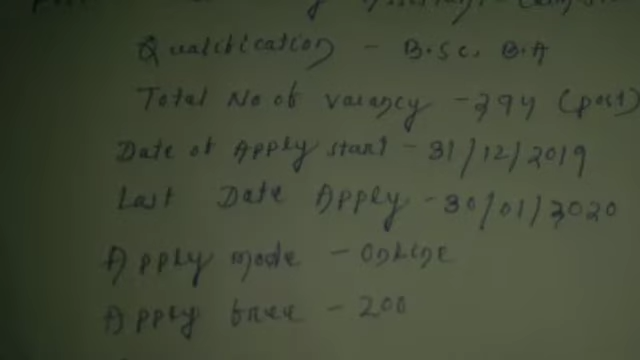 Qualification - B.Sc. B.A
Total No of vacancy - 394 (post)
Date of Apply start - 31/12/2019
Last Date Apply - 30/01/2020
Apply mode - Online
Apply free - 200